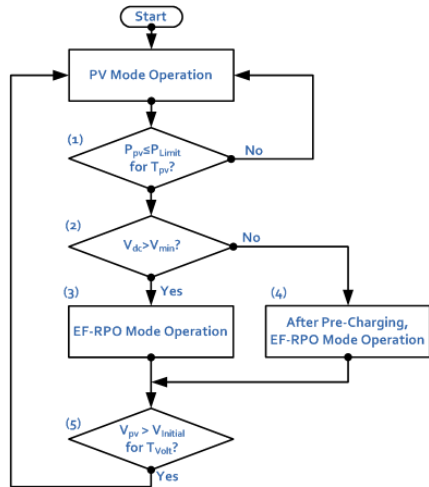 Start
PV Mode Operation
(1)
Ppv≤PLimit
for Tpv?
No
(2)
Vdc>Vmin?
No
Yes
(3)
EF-RPO Mode Operation
(4)
After Pre-Charging,
EF-RPO Mode Operation
(5)
Vpv > VInitial
for TVolt?
Yes